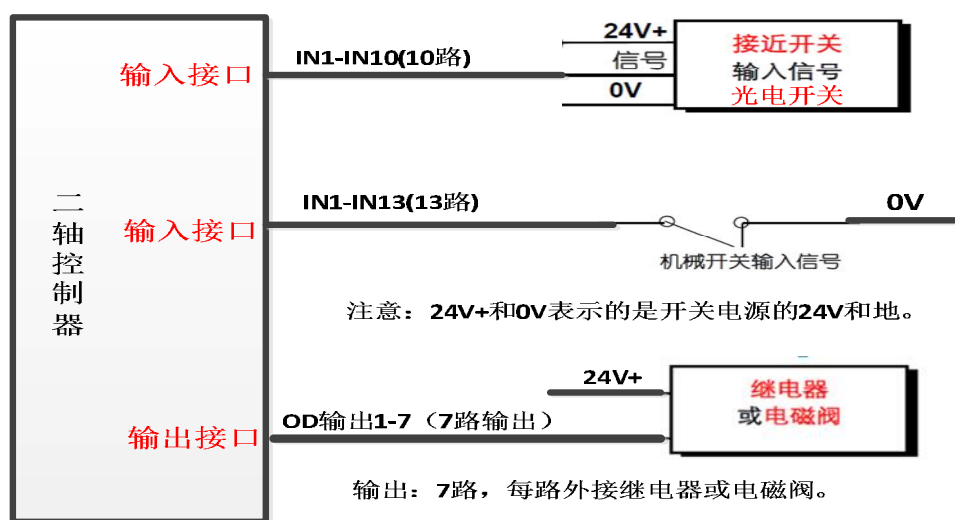 二轴控制器
输入接口
IN1-IN10(10路)
24V+
信号
0V
接近开关
输入信号
光电开关
输入接口
IN1-IN13(13路)
0V
机械开关输入信号
注意：24V+和0V表示的是开关电源的24V和地。
24V+
继电器
或电磁阀
输出接口
OD输出1-7（7路输出）
输出：7路，每路外接继电器或电磁阀。